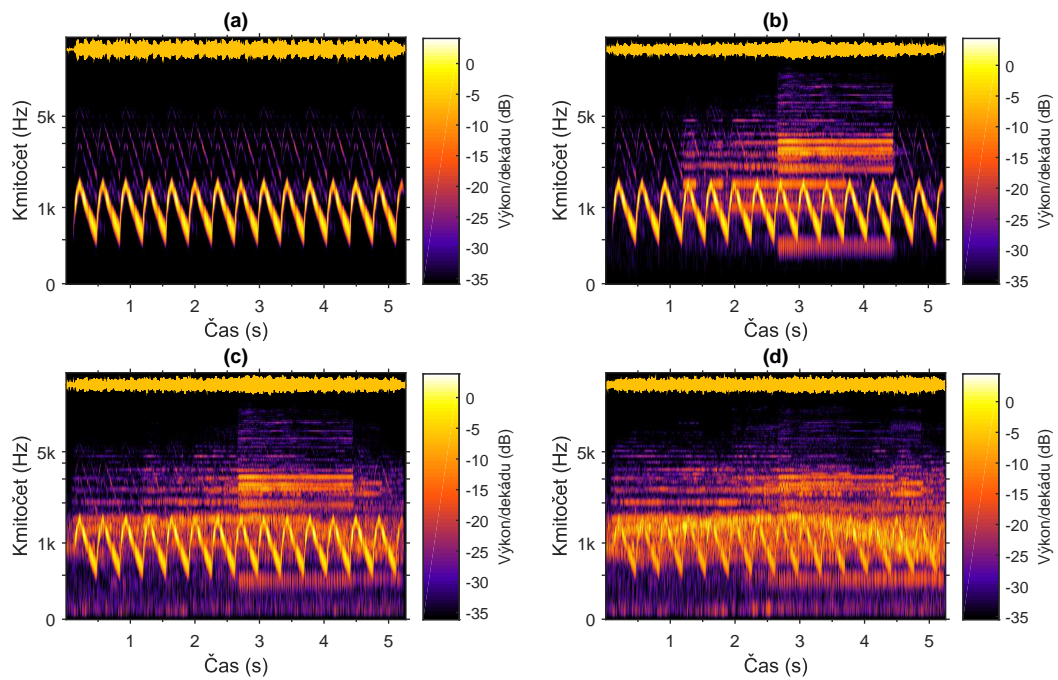 (a)
Kmitočet (Hz)
5k
1k
0
1 2 3 4 5
Čas (s)
0
-5
-10
-15
-20
-25
-30
-35
Výkon/dekádu (dB)
(b)
Kmitočet (Hz)
5k
1k
0
1 2 3 4 5
Čas (s)
0
-5
-10
-15
-20
-25
-30
-35
Výkon/dekádu (dB)
(c)
Kmitočet (Hz)
5k
1k
0
1 2 3 4 5
Čas (s)
0
-5
-10
-15
-20
-25
-30
-35
Výkon/dekádu (dB)
(d)
Kmitočet (Hz)
5k
1k
0
1 2 3 4 5
Čas (s)
0
-5
-10
-15
-20
-25
-30
-35
Výkon/dekádu (dB)